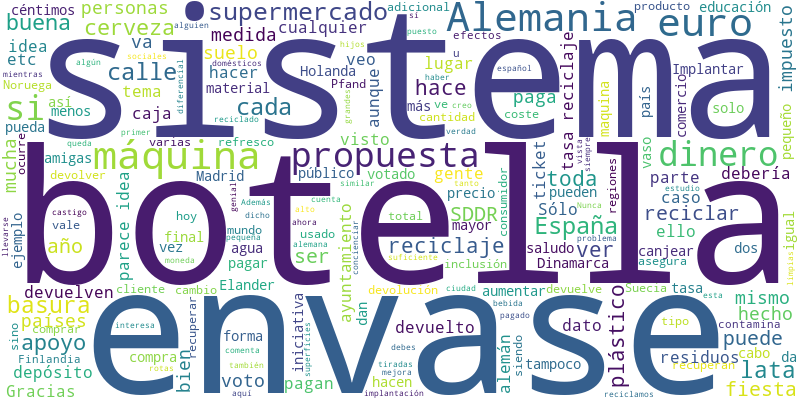 sistema
botella
envase
Alemania
euro
supermercado
céntimos
personas
buena
cerveza
idea
etc
va
medida
suelo
cualquier
calle
veo
Holanda
Pfand
lugar
hace
tema
hacer
material
aunque
Noruega
así
menos
si
caja
cada
más
ve
cantidad
paga
coste
adicional
producto
educación
impuesto
Implantar
país
comercio
solo
tasa reciclaje
máquina
propuesta
dinero
pueda
mucha
ocurre
amigas
varias
refresco
visto
devolver
Madrid
público
votado
gente
precio
ticket
toda
pueden
vaso
pequeño
debería
parte
caso
reciclar
regiones
SDDR
Sólo
consumidor
España
ello
llevarse
ejemplo
vale
año
castigo
hoy
vez
parece idea
final
agua
usado
pagar
ser
mayor
reciclaje
ver
saludo
canjear
dos
igual
Dinamarca
asegura
inclusión
ayuntamiento
Elander
cliente
cambio
devuelven
basura
países
apoyo
depósito
Finlandia
Gracias
bien
compra
voto
forma
iniciativa
pagan
dan
hacen
devuelto
alemán
dato
tampoco
plástico
residuos
puede
cabo
lata
fiesta
mismo
hecho
tasa
aumentar
Suecia
devuelve
contamina
tipo
recuperan
da
sino
comprar
recuperar
interesa
comenta
también
rotas
aquí
superficies
debes
tiradas
mejora
implantación
siendo
bebida
pagado
reciclamos
ciudad
esta
problema
Nunca
estudio
vista
siempre
limpias
español
creo
verdad
haber
efectos
u
domésticos
grandes
hijos
algún
alguien
sociales
diferencial
mientras
queda
primer
reciclado
genial
Además
dicho
mundo
pequeña
alemana
moneda
ahora
alto
cuenta
similar
tanto
total
concienciar
suficiente
devolución
maquina